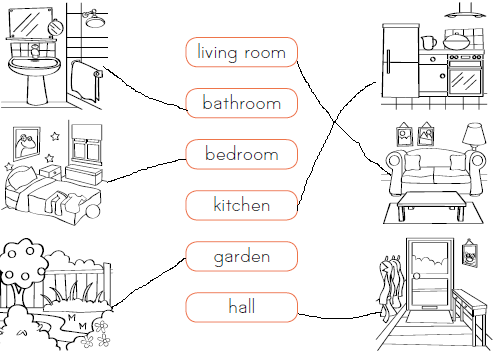 living room
bathroom
bedroom
kitchen
garden
hall